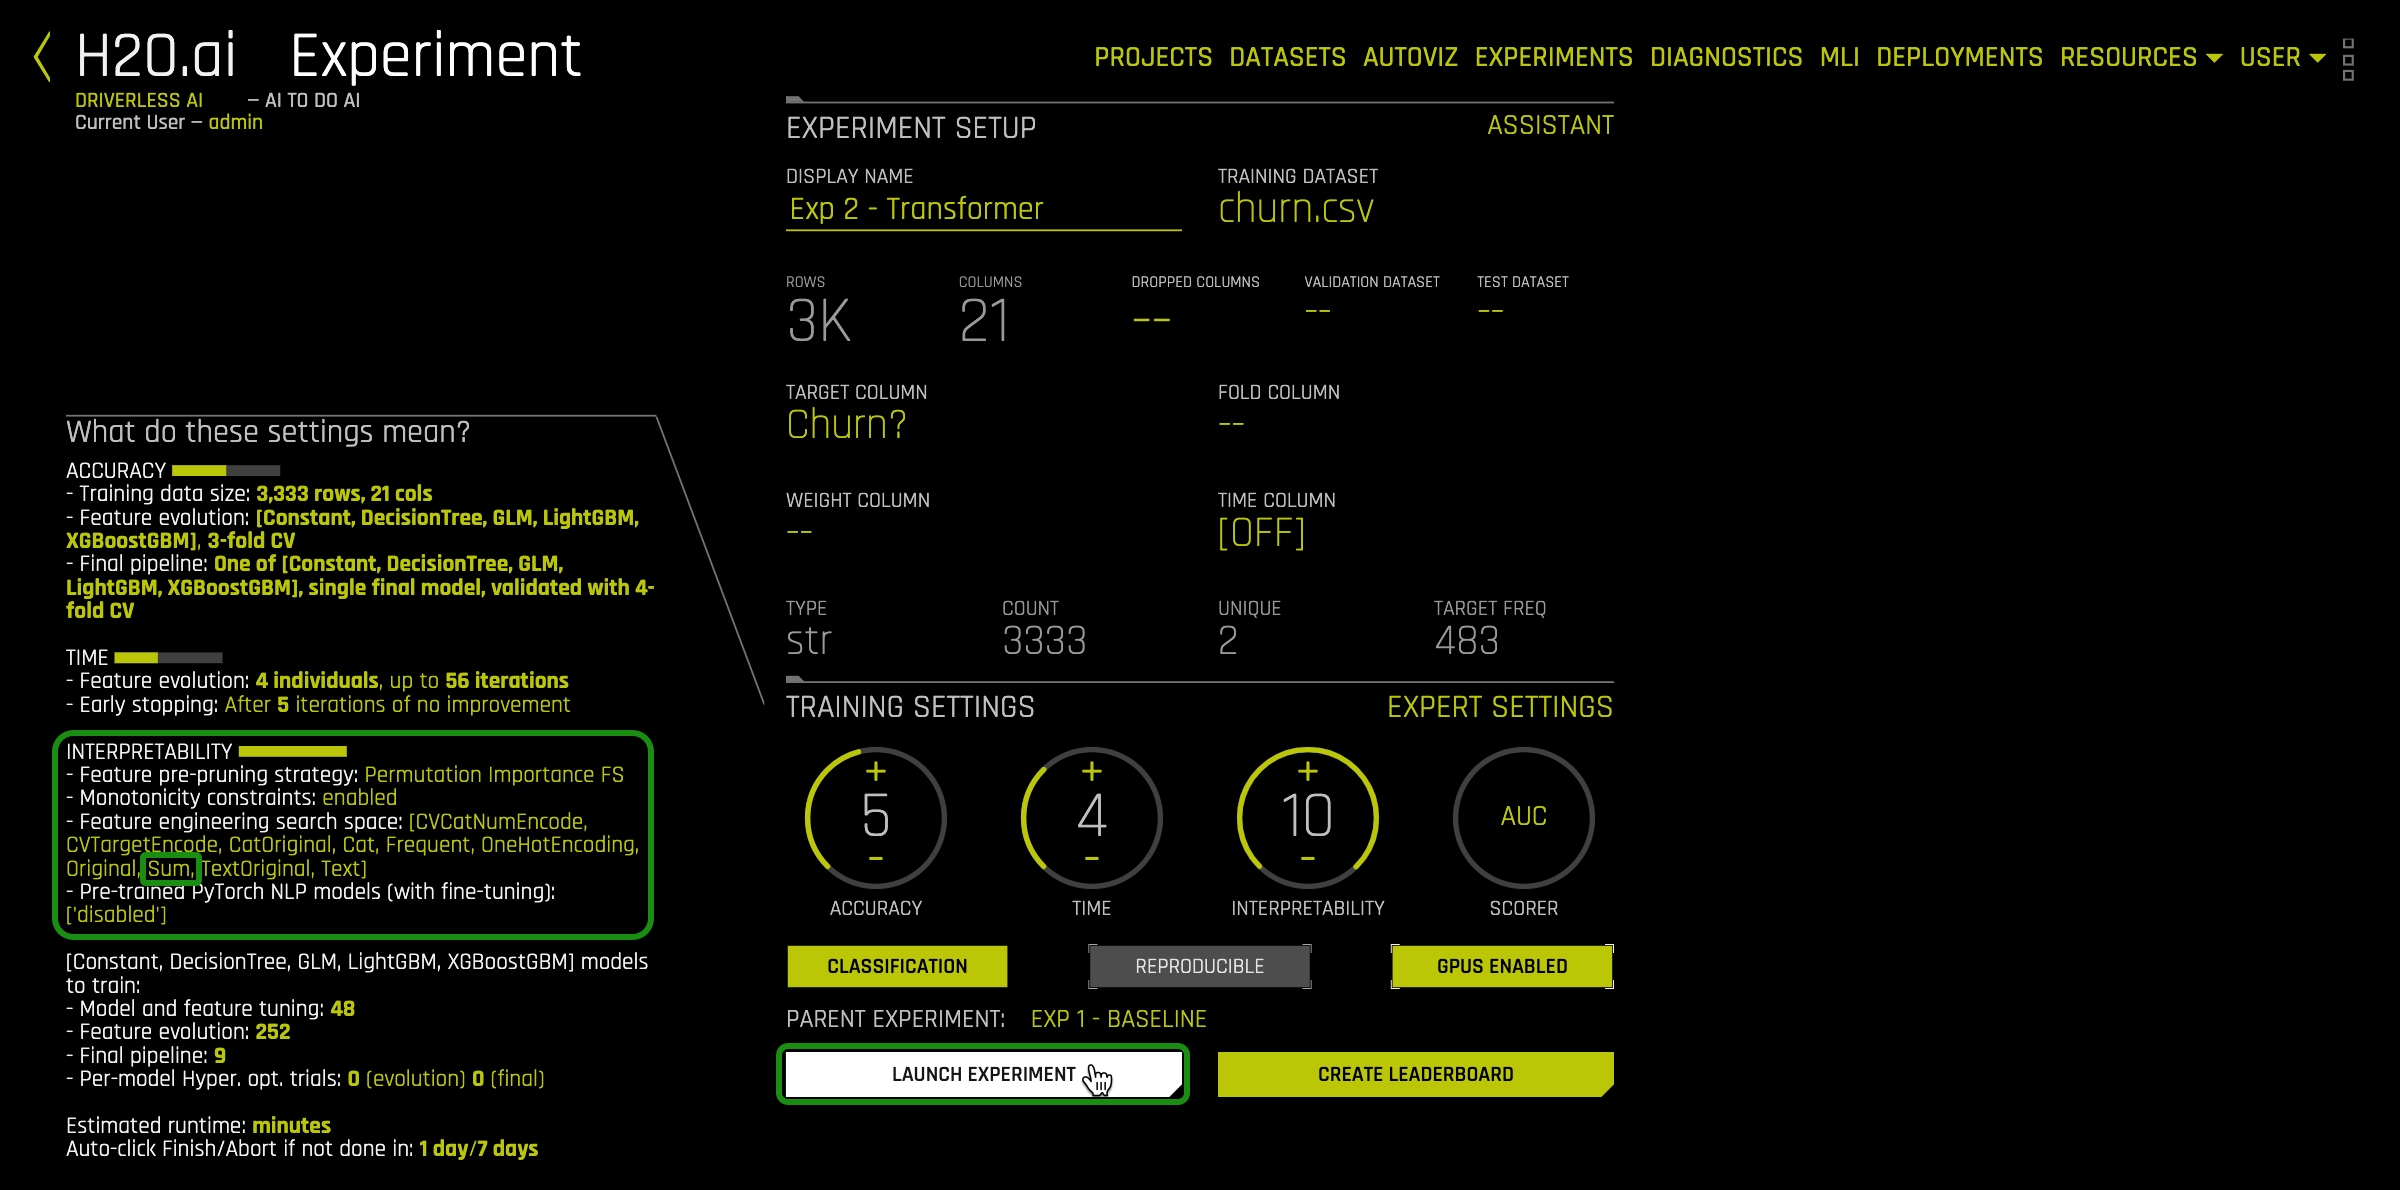 H2O.ai Experiment
DRIVERLESS AI – AI TO DO AI
Current User – admin
PROJECTS DATASETS AUTOVIZ EXPERIMENTS DIAGNOSTICS MLI DEPLOYMENTS RESOURCES USER
EXPERIMENT SETUP
ASSISTANT
DISPLAY NAME
Exp 2 - Transformer
TRAINING DATASET
churn.csv
ROWS
3K
COLUMNS
21
DROPPED COLUMNS
--
VALIDATION DATASET
--
TEST DATASET
--
TARGET COLUMN
Churn?
FOLD COLUMN
--
WEIGHT COLUMN
--
TIME COLUMN
[OFF]
TYPE
str
COUNT
3333
UNIQUE
2
TARGET FREQ
483
What do these settings mean?
ACCURACY
- Training data size: 3,333 rows, 21 cols
- Feature evolution: [Constant, DecisionTree, GLM, LightGBM,
XGBoostGBM], 3-fold CV
- Final pipeline: One of [Constant, DecisionTree, GLM,
LightGBM, XGBoostGBM], single final model, validated with 4-
fold CV
TIME
- Feature evolution: 4 individuals, up to 56 iterations
- Early stopping: After 5 iterations of no improvement
INTERPRETABILITY
- Feature pre-pruning strategy: Permutation Importance FS
- Monotonicity constraints: enabled
- Feature engineering search space: [CVCatNumEncode,
CVTargetEncode, CatOriginal, Cat, Frequent, OneHotEncoding,
Original, Sum, TextOriginal, Text]
- Pre-trained PyTorch NLP models (with fine-tuning):
['disabled']
[Constant, DecisionTree, GLM, LightGBM, XGBoostGBM] models
to train:
- Model and feature tuning: 48
- Feature evolution: 252
- Final pipeline: 9
- Per-model Hyper. opt. trials: 0 (evolution) 0 (final)
Estimated runtime: minutes
Auto-click Finish/Abort if not done in: 1 day/7 days
TRAINING SETTINGS
EXPERT SETTINGS
+
5
-
ACCURACY
+
4
-
TIME
+
10
-
INTERPRETABILITY
AUC
SCORER
CLASSIFICATION
REPRODUCIBLE
GPUS ENABLED
PARENT EXPERIMENT: EXP 1 - BASELINE
LAUNCH EXPERIMENT
CREATE LEADERBOARD